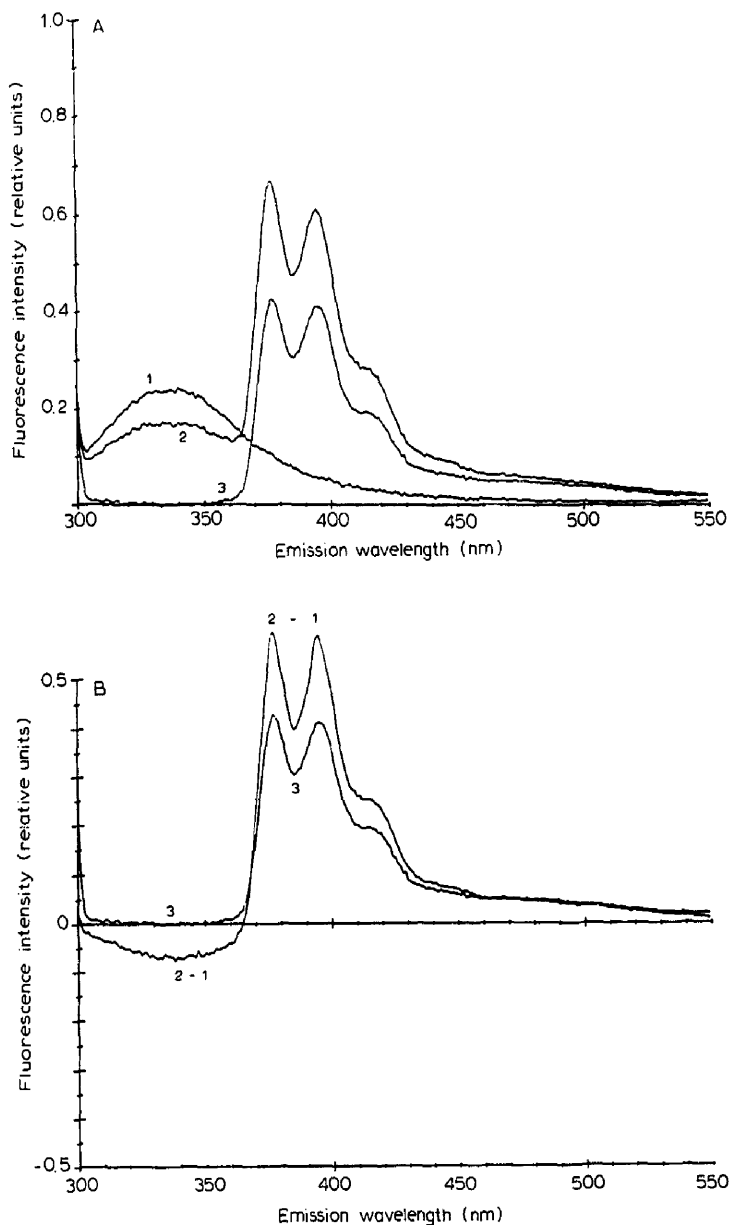 A
Fluorescence intensity (relative units)
1.0
0.8
0.6
0.4
0.2
1
2
3
300 350 400 450 500 550
Emission wavelength (nm)
B
Fluorescence intensity (relative units)
2 - 1
3
0.5
0
-0.5
3
2 - 1
300 350 400 450 500 550
Emission wavelength (nm)